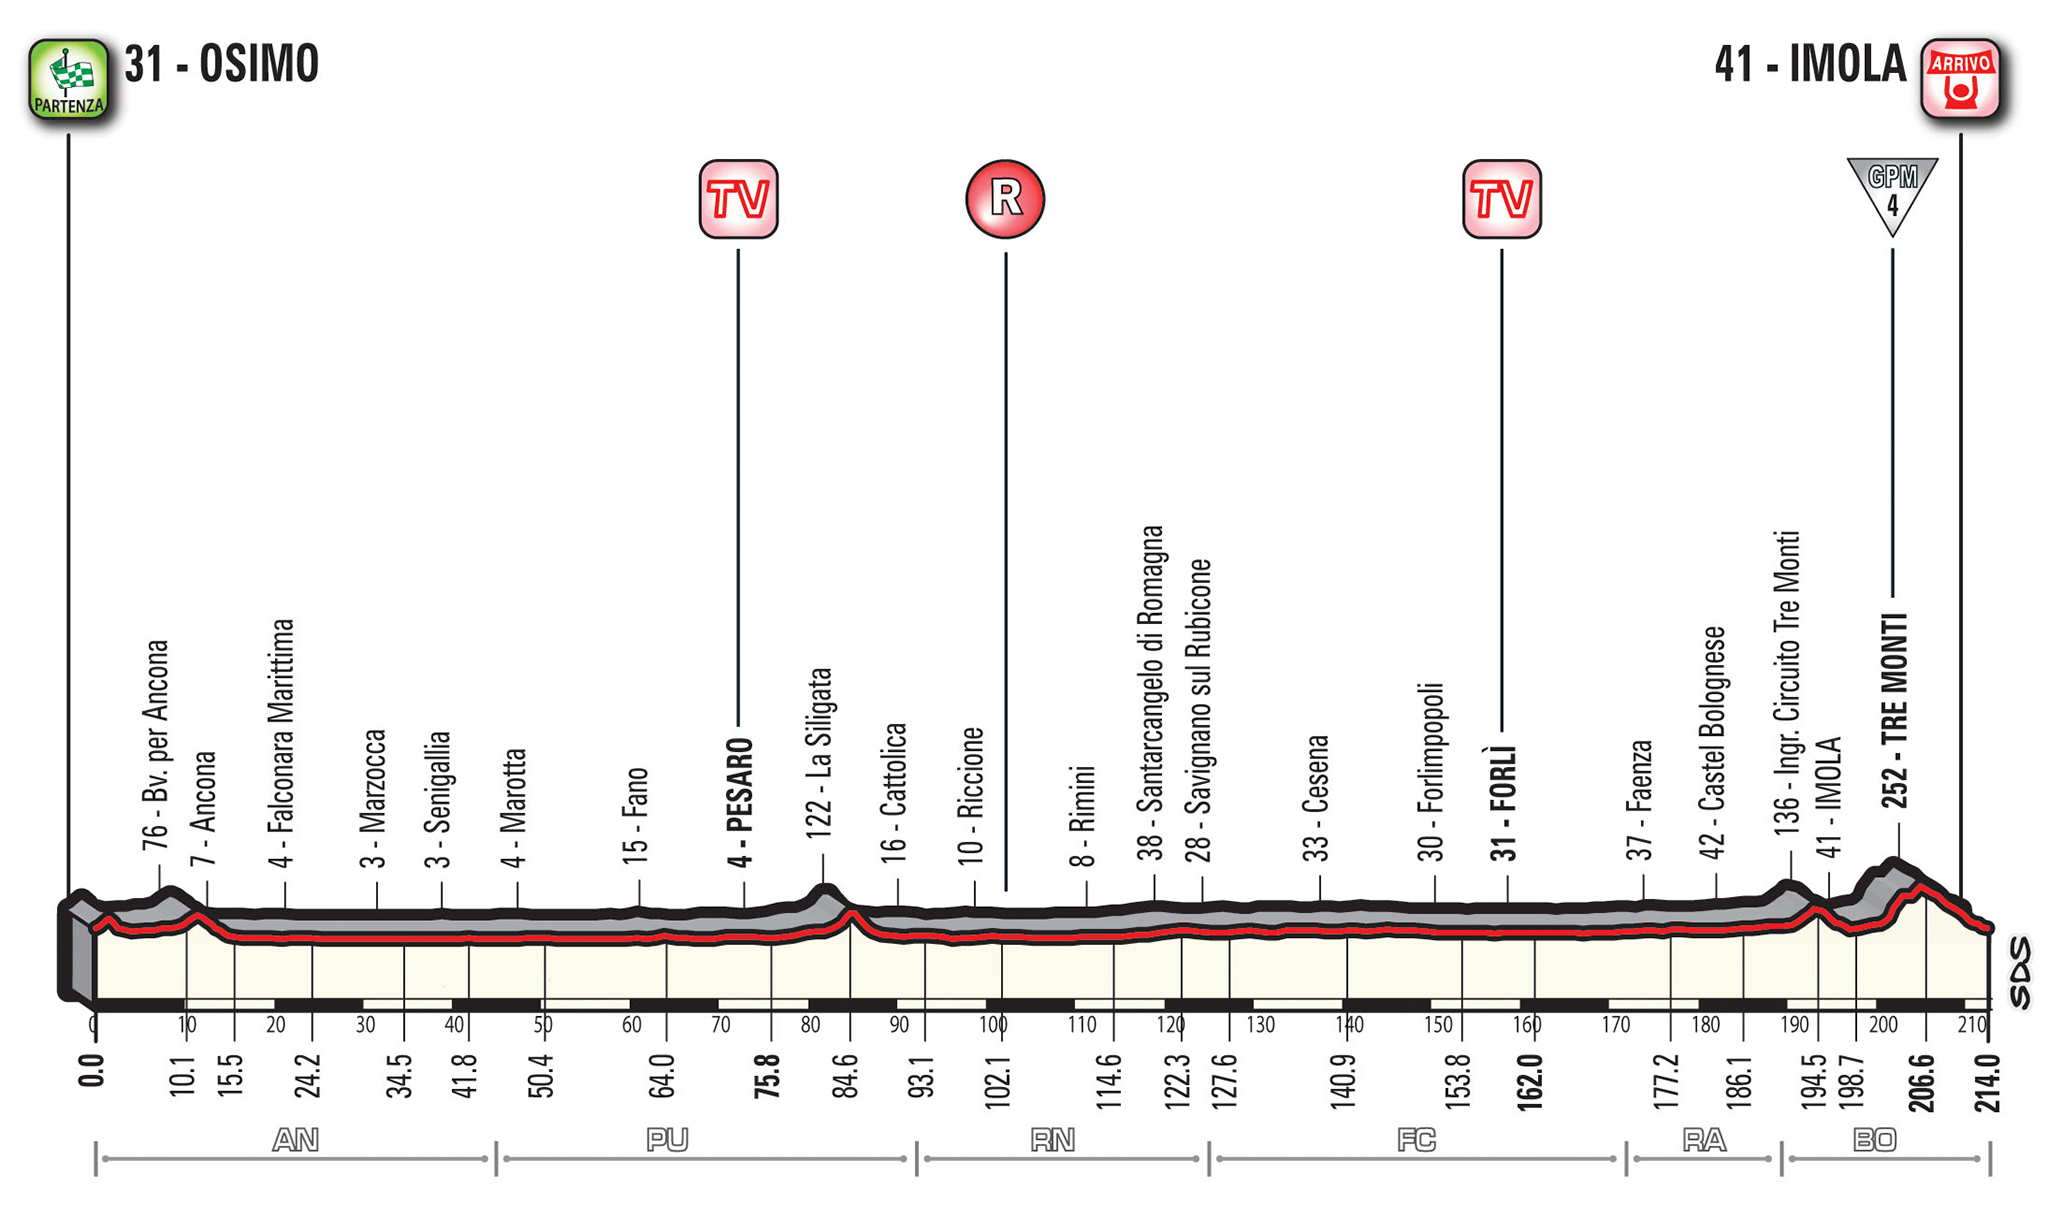 PARTENZA
31 - OSIMO
41 - IMOLA
ARRIVO
TV
R
TV
GPM
4
76 - Bv. per Ancona
7 - Ancona
4 - Falconara Marittima
3 - Marzocca
3 - Senigallia
4 - Marotta
15 - Fano
4 - PESARO
122 - La Siligata
16 - Cattolica
10 - Riccione
8 - Rimini
38 - Santarcangelo di Romagna
28 - Savignano sul Rubicone
33 - Cesena
30 - Forlimpopoli
31 - FORLÌ
37 - Faenza
42 - Castel Bolognese
136 - Ingr. Circuito Tre Monti
41 - IMOLA
252 - TRE MONTI
SDS
0 10 20 30 40 50 60 70 80 90 100 110 120 130 140 150 160 170 180 190 200 210
0.0 10.1 15.5 24.2 34.5 41.8 50.4 64.0 75.8 84.6 93.1 102.1 114.6 122.3 127.6 140.9 153.8 162.0 177.2 186.1 194.5 198.7 206.6 214.0
AN PU RN FC RA BO